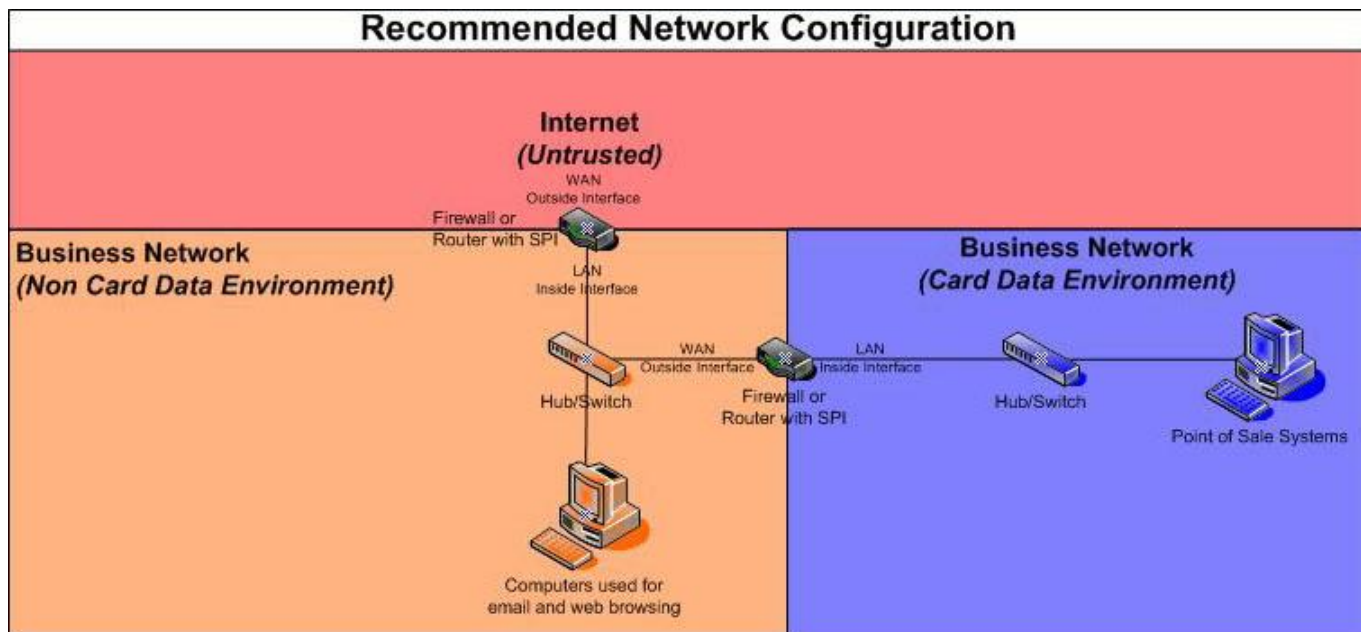 Recommended Network Configuration
Internet
(Untrusted)
WAN
Outside Interface
Firewall or
Router with SPI
Business Network
(Non Card Data Environment)
LAN
Inside Interface
Business Network
(Card Data Environment)
WAN
Outside Interface
LAN
Inside Interface
Hub/Switch
Firewall or
Router with SPI
Hub/Switch
Point of Sale Systems
Computers used for
email and web browsing